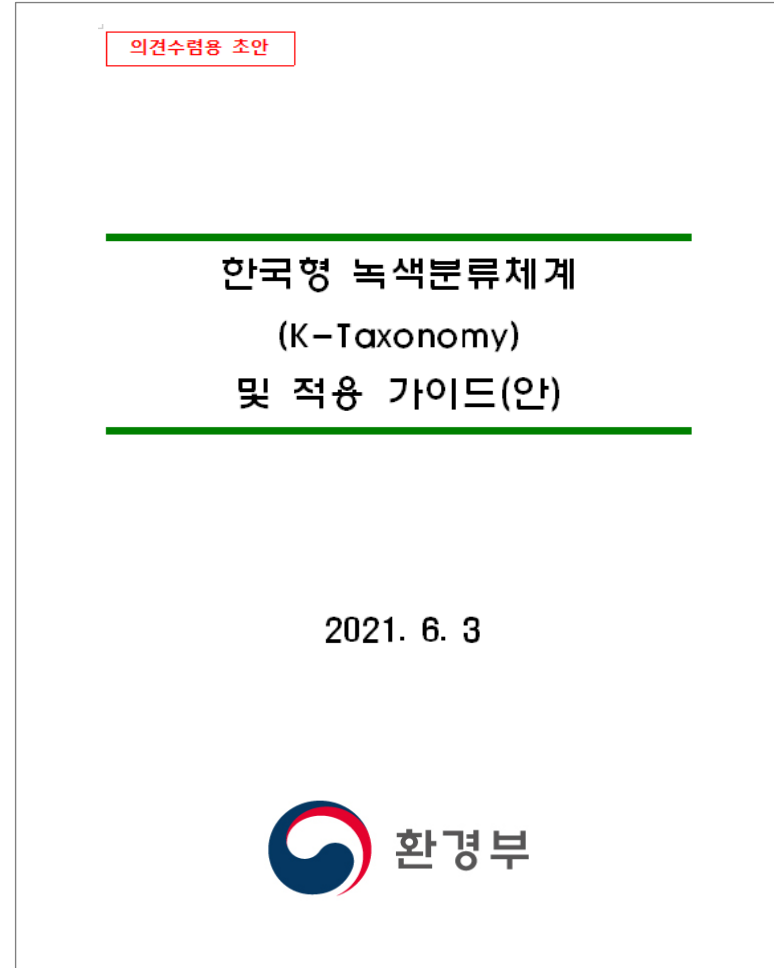 의견수렴용 초안
한국형 녹색분류체계
(K-Taxonomy)
및 적용 가이드(안)
2021. 6. 3
환경부